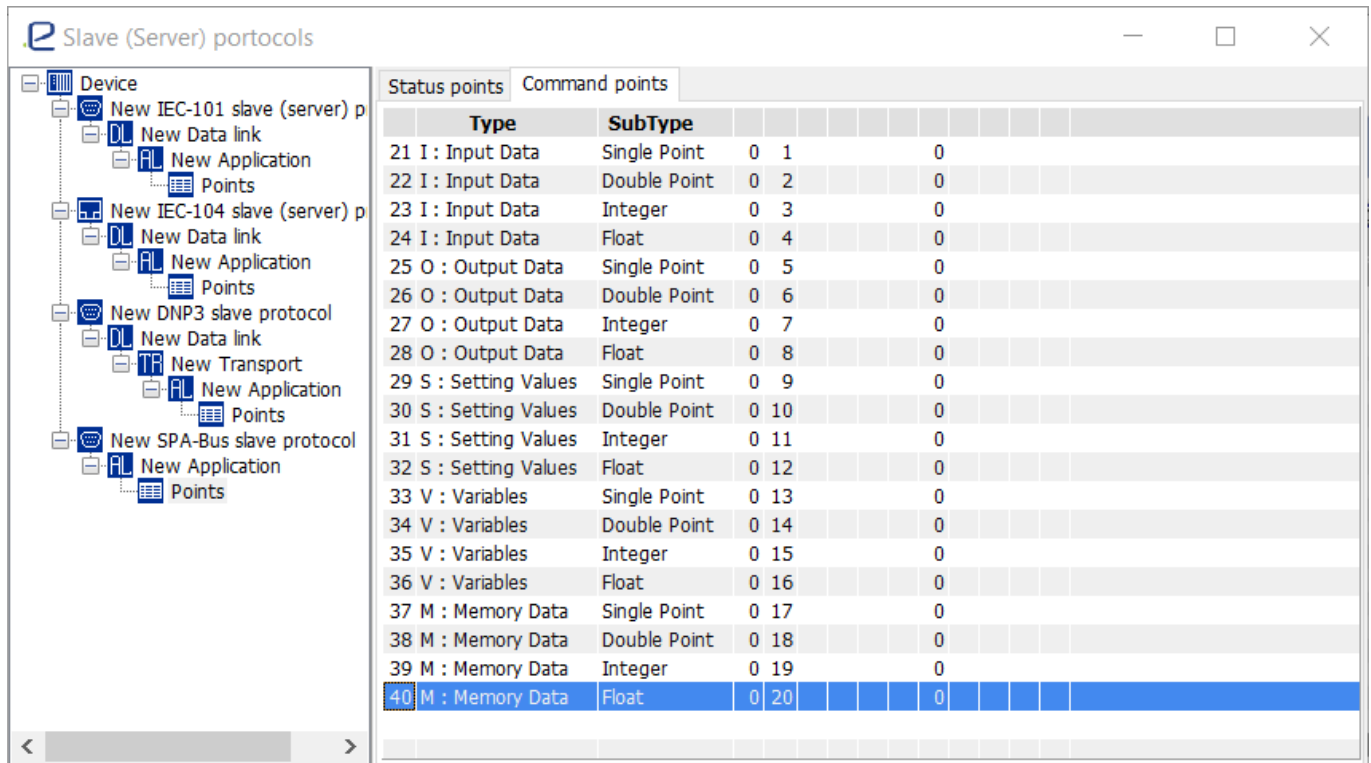 Slave (Server) portocols
Device
New IEC-101 slave (server) p
DL New Data link
AL New Application
Points
New IEC-104 slave (server) p
DL New Data link
AL New Application
Points
New DNP3 slave protocol
DL New Data link
TR New Transport
AL New Application
Points
New SPA-Bus slave protocol
AL New Application
Points
Status points Command points
Type SubType
21 I : Input Data Single Point 0 1 0
22 I : Input Data Double Point 0 2 0
23 I : Input Data Integer 0 3 0
24 I : Input Data Float 0 4 0
25 O : Output Data Single Point 0 5 0
26 O : Output Data Double Point 0 6 0
27 O : Output Data Integer 0 7 0
28 O : Output Data Float 0 8 0
29 S : Setting Values Single Point 0 9 0
30 S : Setting Values Double Point 0 10 0
31 S : Setting Values Integer 0 11 0
32 S : Setting Values Float 0 12 0
33 V : Variables Single Point 0 13 0
34 V : Variables Double Point 0 14 0
35 V : Variables Integer 0 15 0
36 V : Variables Float 0 16 0
37 M : Memory Data Single Point 0 17 0
38 M : Memory Data Double Point 0 18 0
39 M : Memory Data Integer 0 19 0
40 M : Memory Data Float 0 20 0